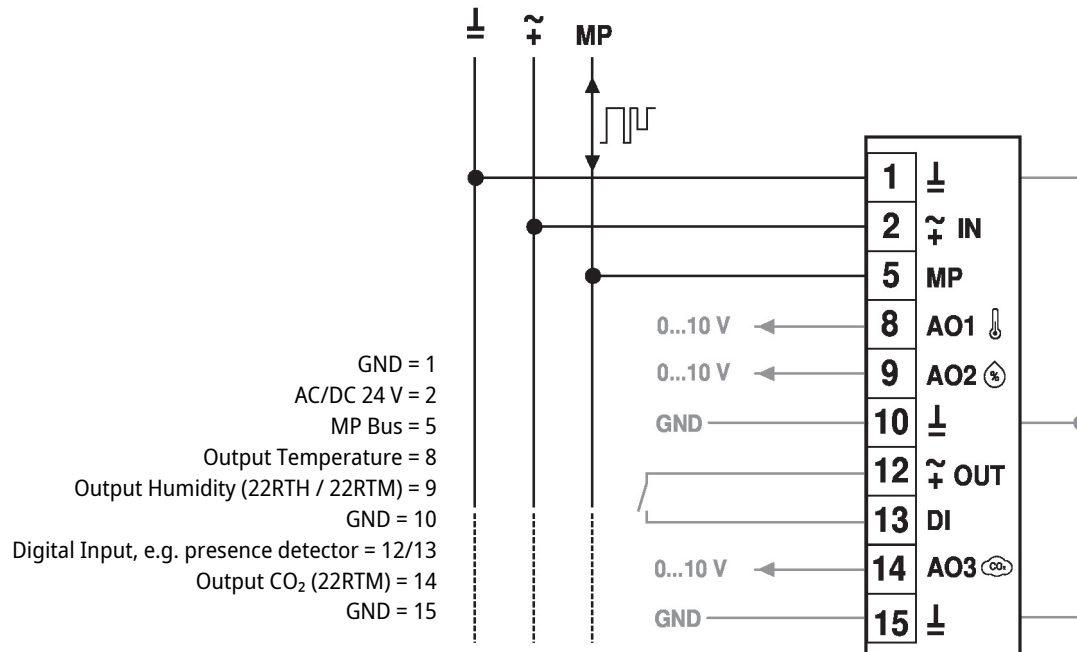 MP
1
2 IN
5 MP
0...10 V 8 AO1
0...10 V 9 AO2 %
GND 10
12 OUT
13 DI
0...10 V 14 AO3 CO₂
GND 15
GND = 1
AC/DC 24 V = 2
MP Bus = 5
Output Temperature = 8
Output Humidity (22RTH / 22RTM) = 9
GND = 10
Digital Input, e.g. presence detector = 12/13
Output CO₂ (22RTM) = 14
GND = 15